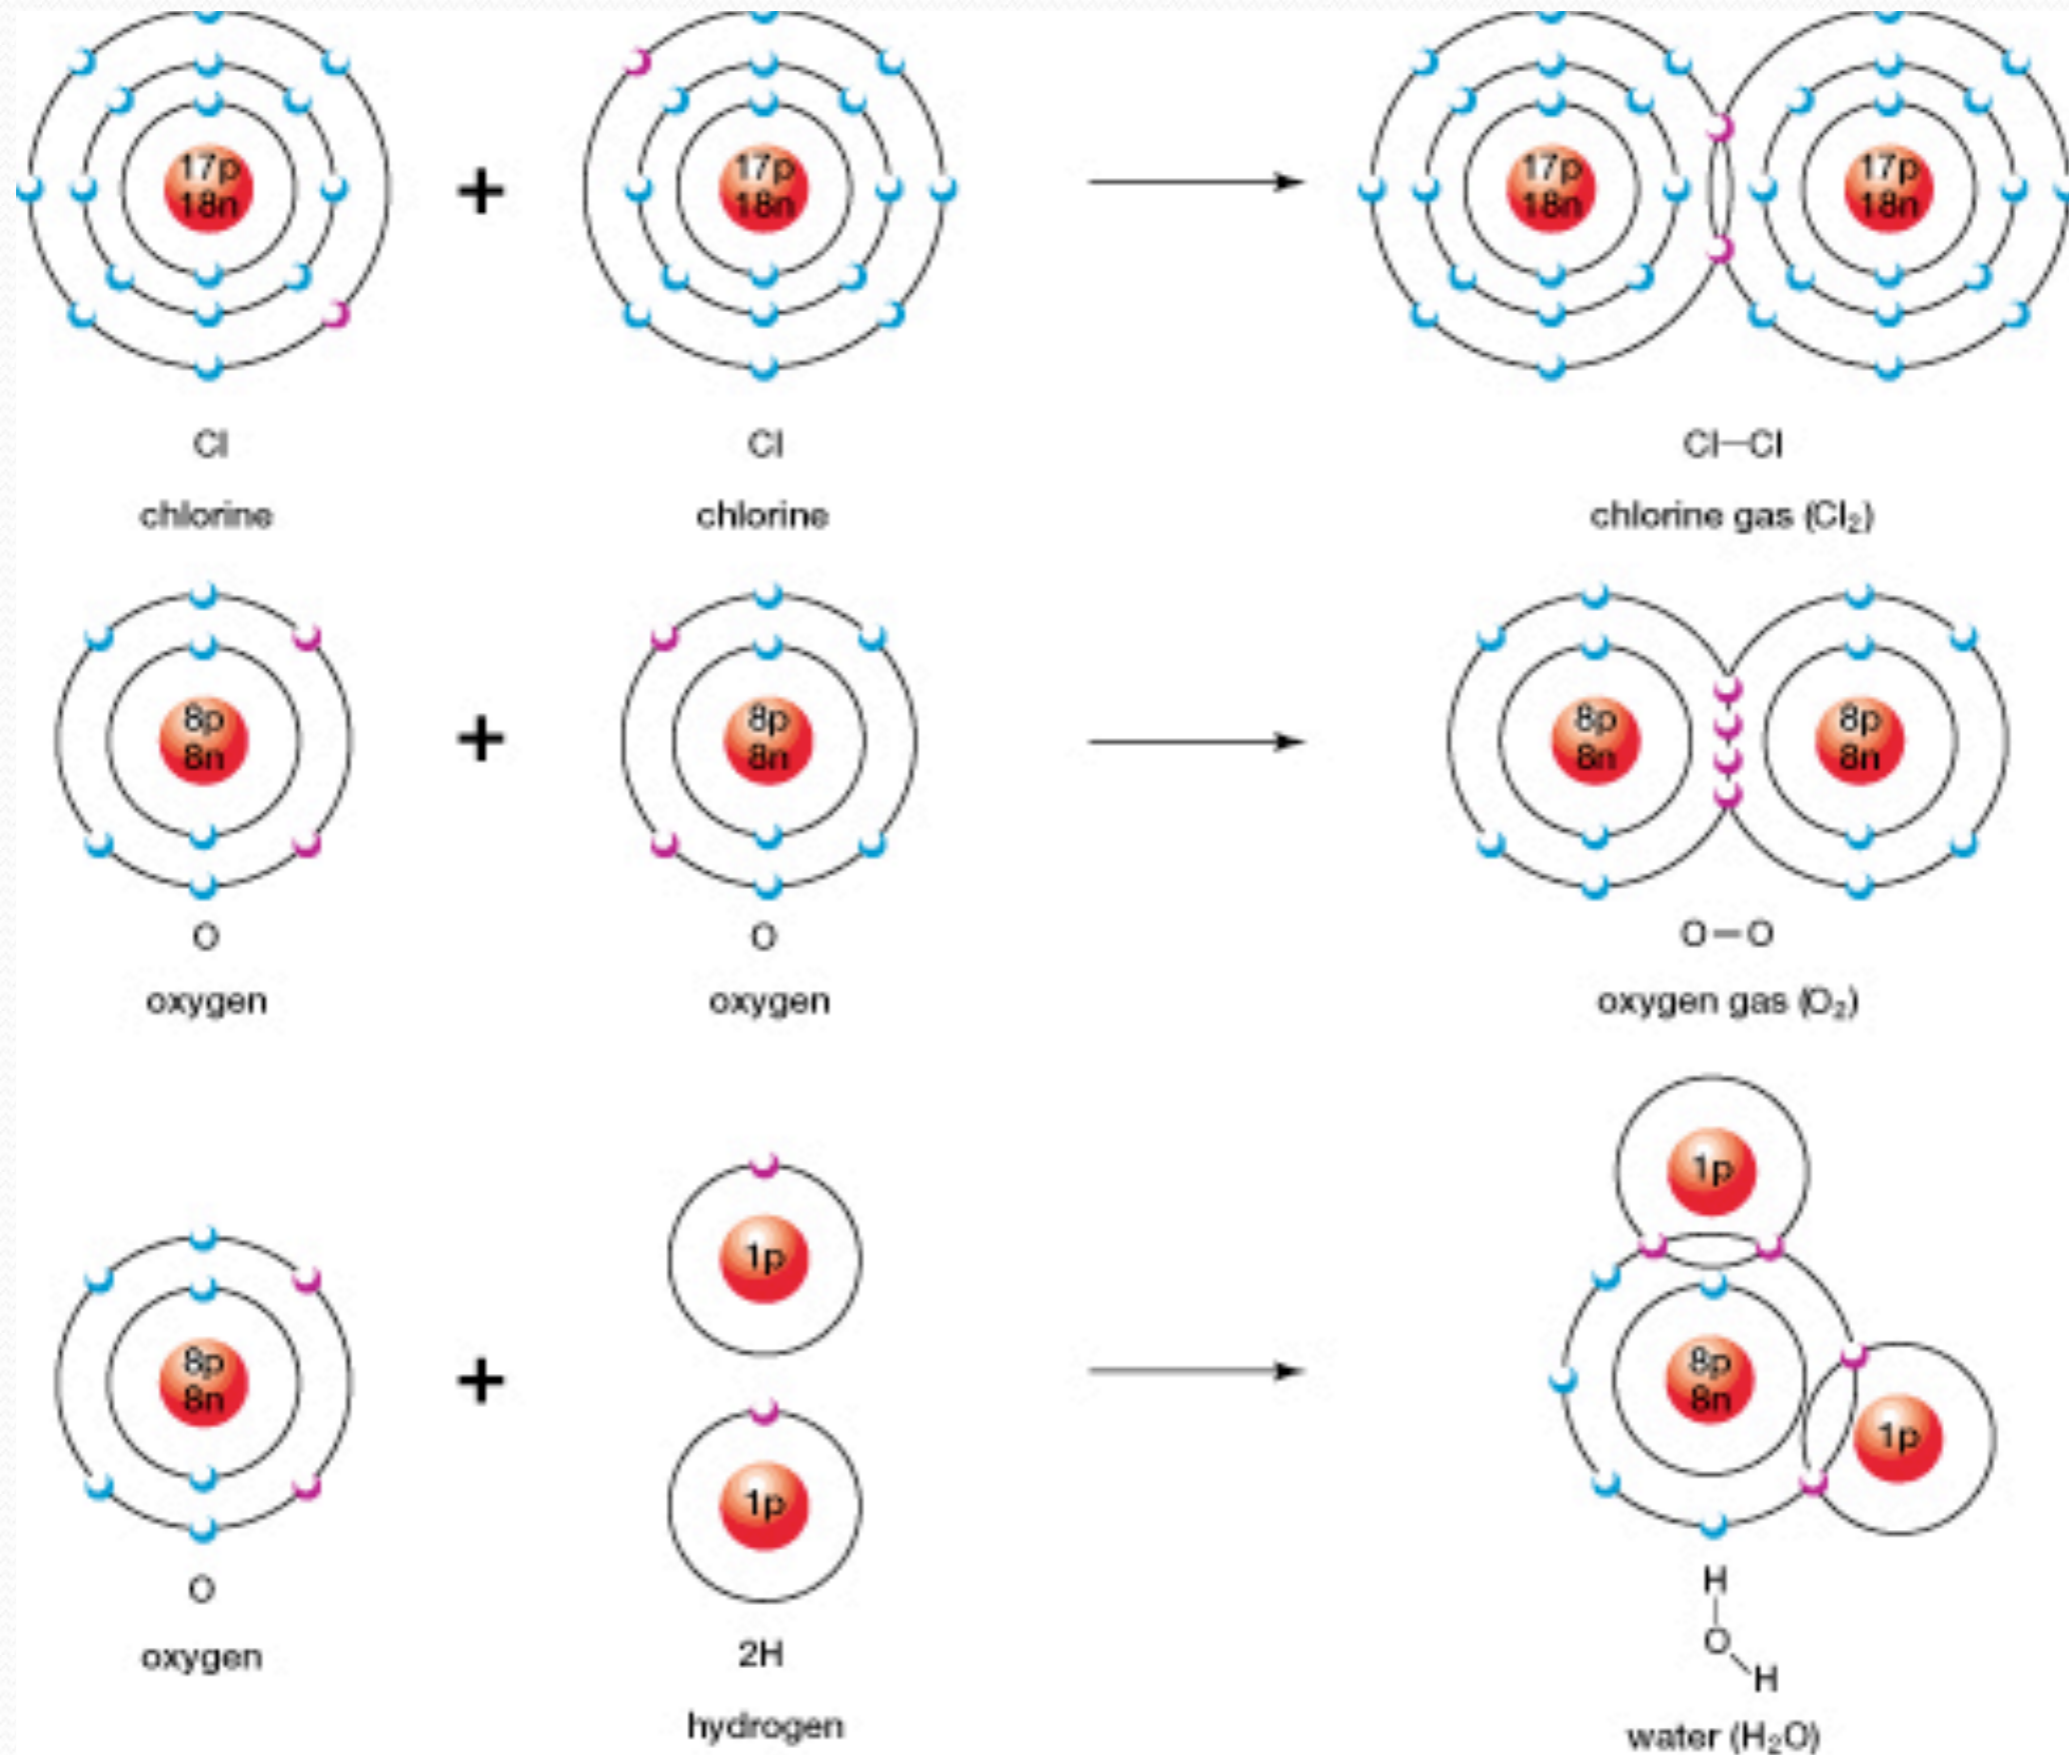 17p
18n
+
17p
18n
17p
18n
17p
18n
Cl
Cl
Cl—Cl
chlorine
chlorine
chlorine gas (Cl₂)
8p
8n
+
8p
8n
8p
8n
8p
8n
O
O
O—O
oxygen
oxygen
oxygen gas (O₂)
8p
8n
+
1p
1p
1p
8p
8n
1p
O
oxygen
2H
hydrogen
H
O
H
water (H₂O)